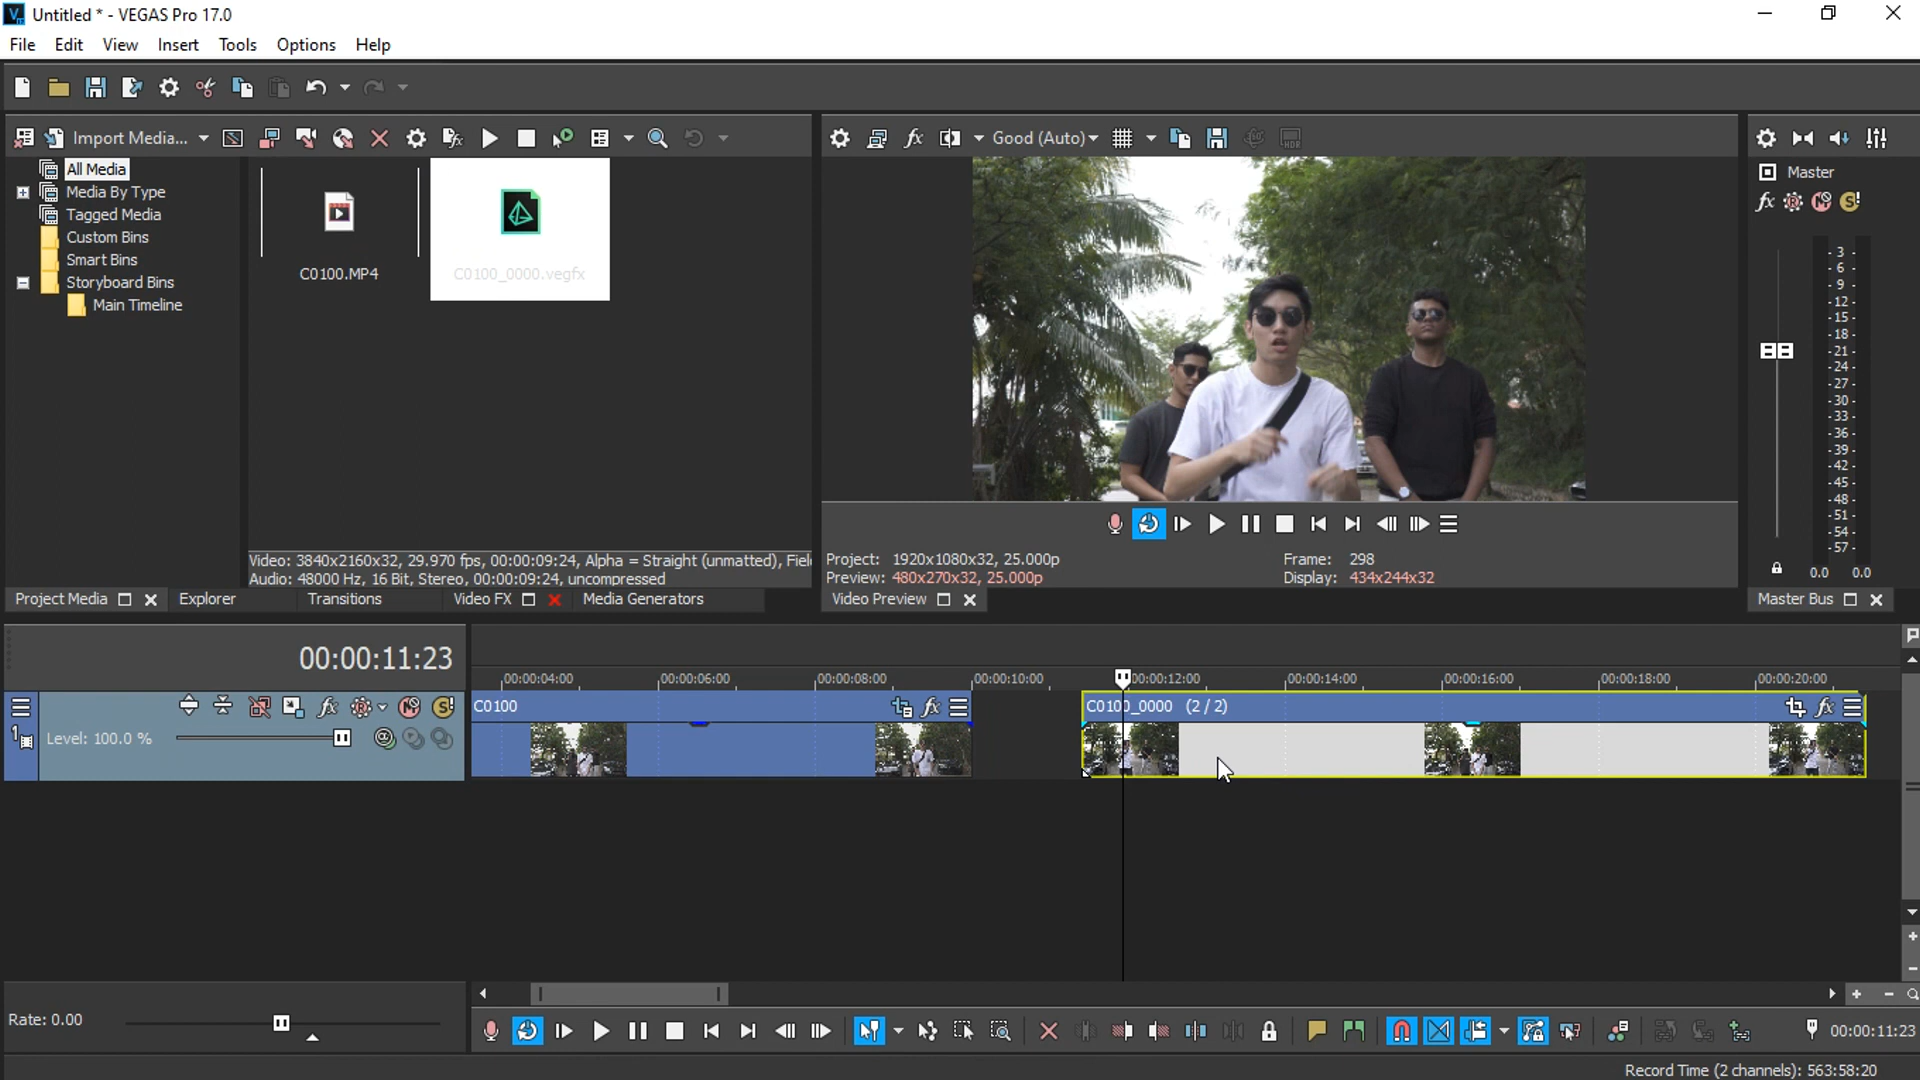 Untitled * - VEGAS Pro 17.0
File Edit View Insert Tools Options Help
Import Media...
Good (Auto)
All Media
Media By Type
Tagged Media
Custom Bins
Smart Bins
Storyboard Bins
Main Timeline
C0100.MP4
C0100_0000.vegfx
Video: 3840x2160x32, 29.970 fps, 00:00:09:24, Alpha = Straight (unmatted), Fiel
Audio: 48000 Hz, 16 Bit, Stereo, 00:00:09:24, uncompressed
Project Media Explorer Transitions Video FX Media Generators
Project: 1920x1080x32, 25.000p
Preview: 480x270x32, 25.000p
Frame: 298
Display: 434x244x32
Video Preview
Master
- 3 -
- 6 -
- 9 -
-12-
-15-
-18-
-21-
-24-
-27-
-30-
-33-
-36-
-39-
-42-
-45-
-48-
-51-
-54-
-57-
0.0 0.0
Master Bus
00:00:11:23
Level: 100.0 %
00:00:04:00 00:00:06:00 00:00:08:00 00:00:10:00 00:00:12:00 00:00:14:00 00:00:16:00 00:00:18:00 00:00:20:00
C0100
C0100_0000 (2 / 2)
Rate: 0.00
00:00:11:23
Record Time (2 channels): 563:58:20